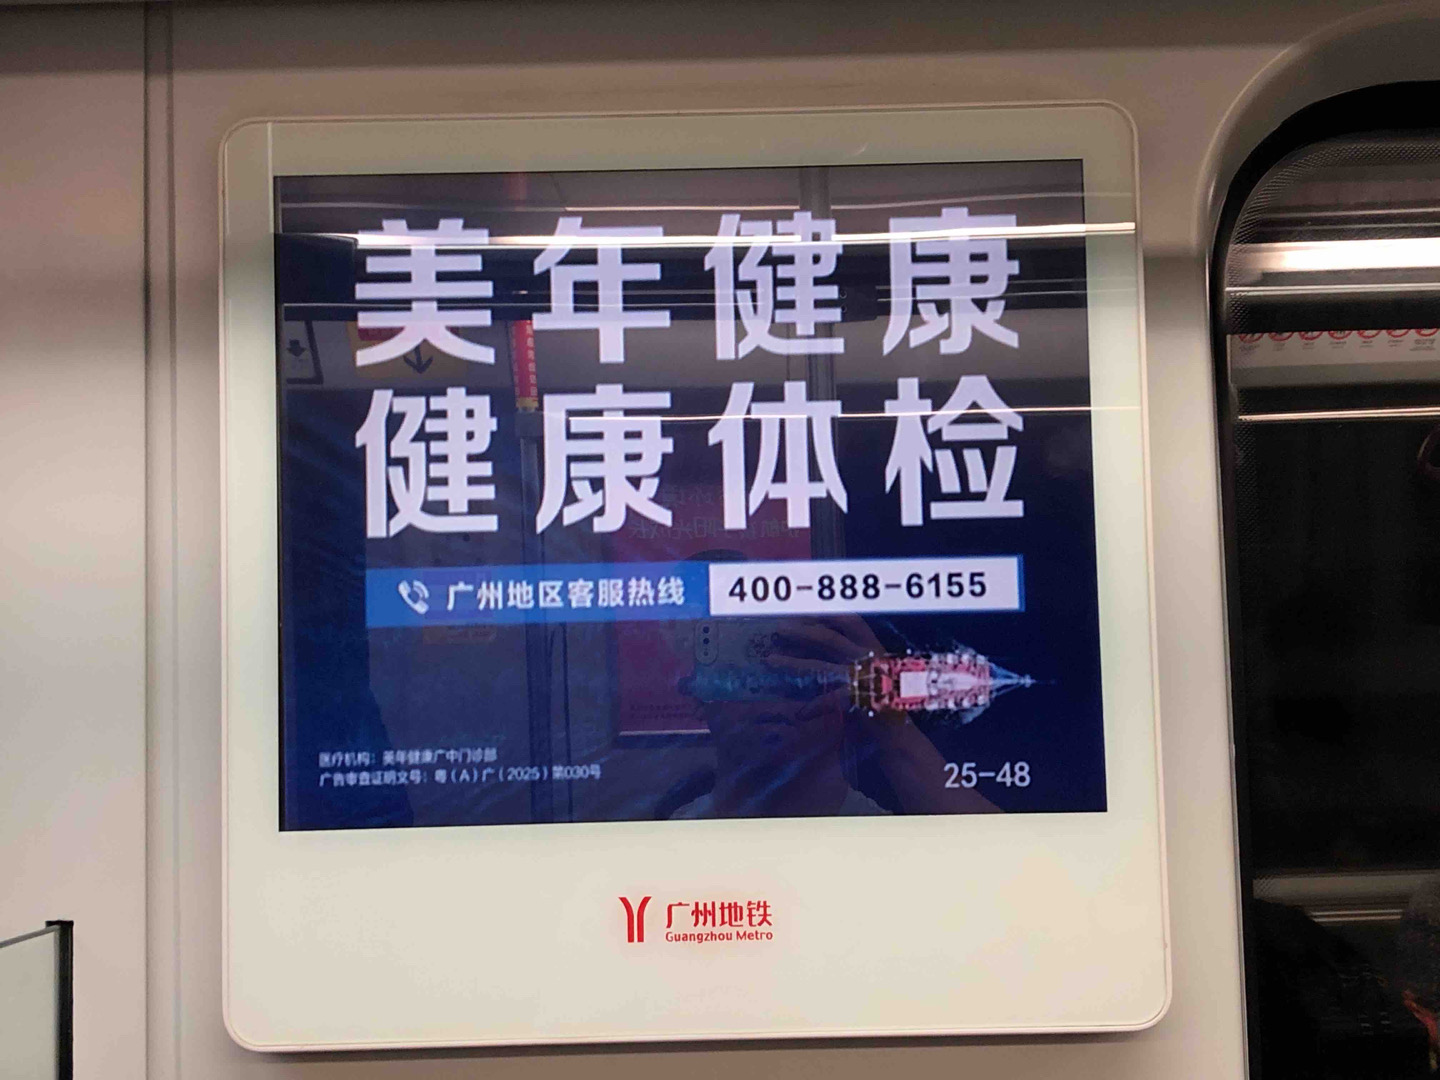 美年健康
健康体检
广州地区客服热线 400-888-6155
医疗机构：美年健康广中门诊部
广告审查证明文号：粤（A）广（2025）第030号
25-48
广州地铁
Guangzhou Metro